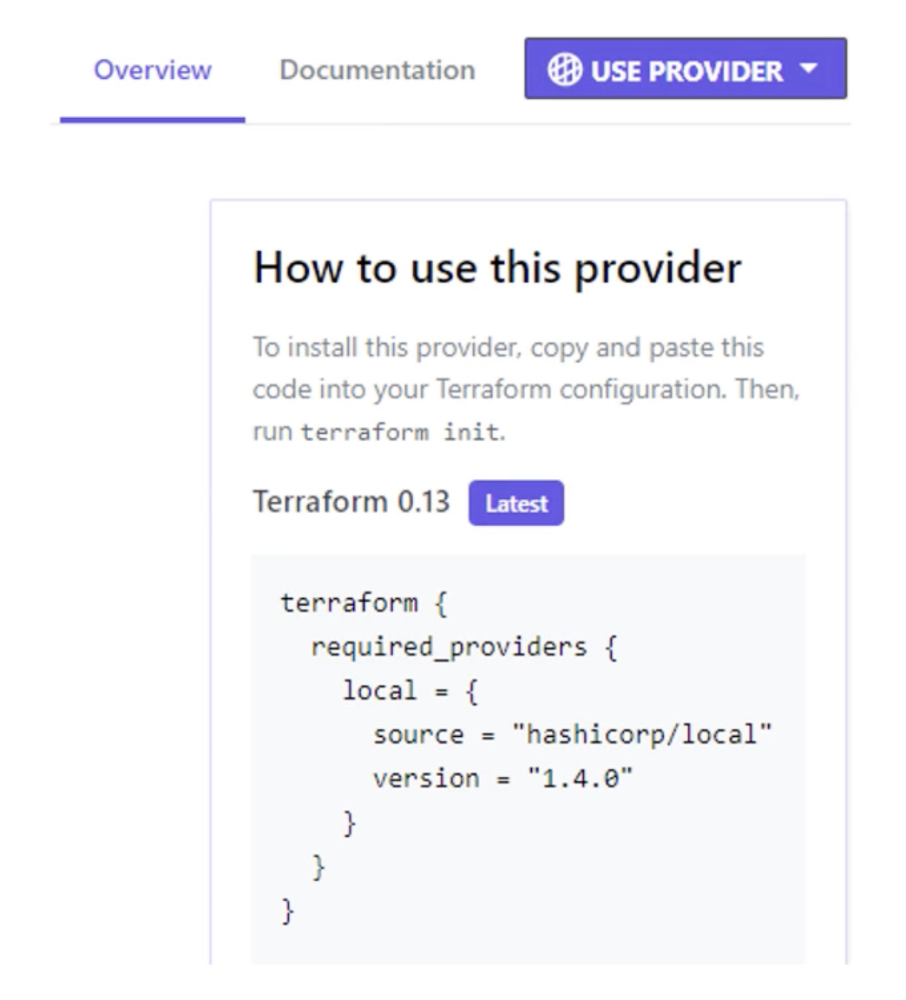 Overview Documentation USE PROVIDER
How to use this provider
To install this provider, copy and paste this
code into your Terraform configuration. Then,
run terraform init.
Terraform 0.13 Latest
terraform {
  required_providers {
    local = {
      source = "hashicorp/local"
      version = "1.4.0"
    }
  }
}